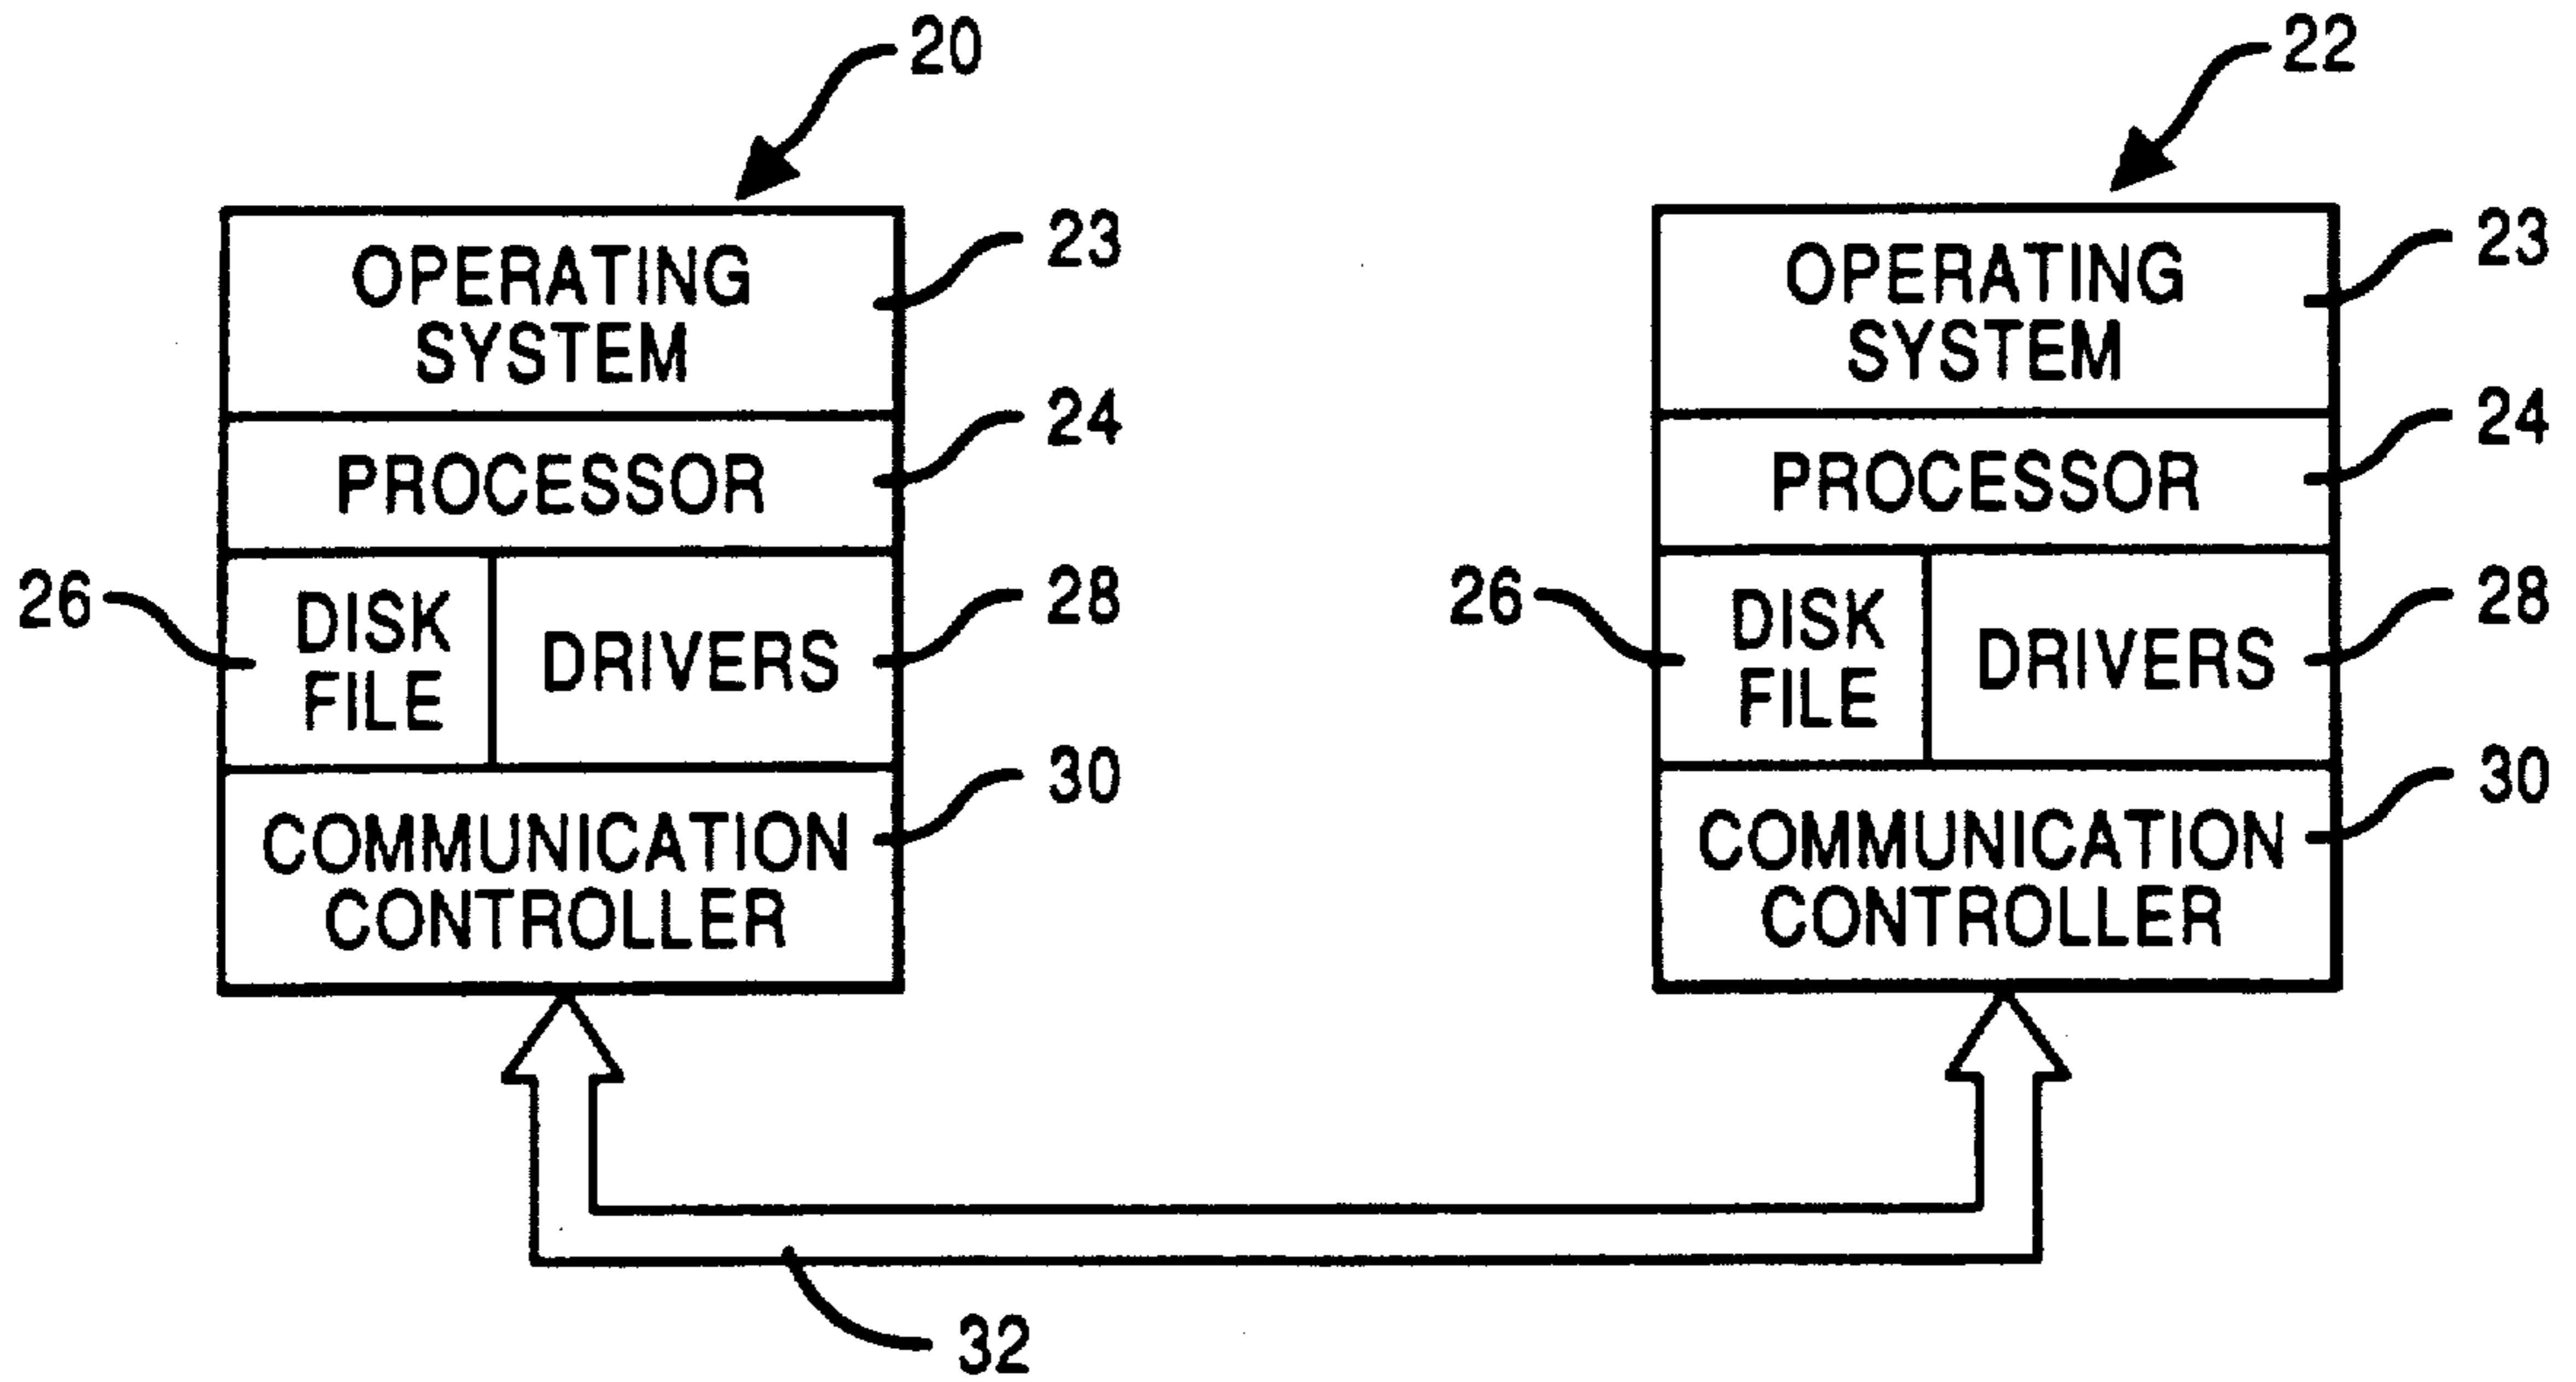 20
22
OPERATING
SYSTEM
23
PROCESSOR
24
26
DISK
FILE
DRIVERS
28
COMMUNICATION
CONTROLLER
30
OPERATING
SYSTEM
23
PROCESSOR
24
26
DISK
FILE
DRIVERS
28
COMMUNICATION
CONTROLLER
30
32